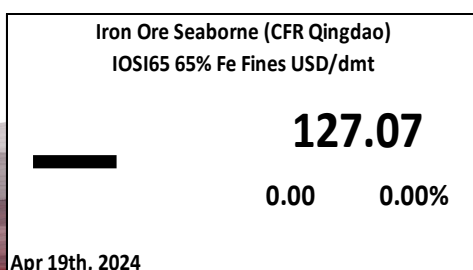 Iron Ore Seaborne (CFR Qingdao)
IOSI65 65% Fe Fines USD/dmt
127.07
0.00 0.00%
Apr 19th, 2024